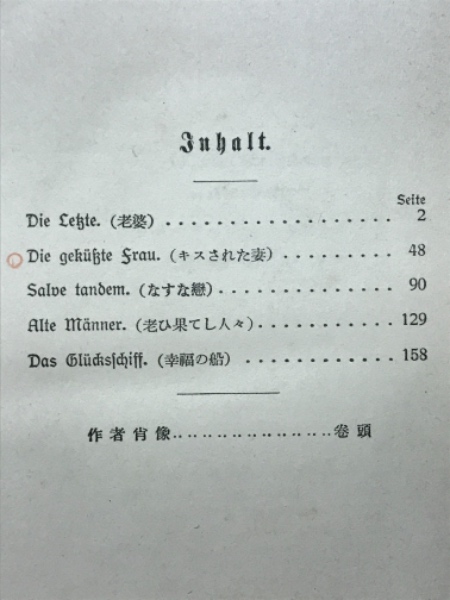 Inhalt.
Seite
Die Letzte. (老婆) . . . . . . . . . . . . . . . . . . 2
Die geküßte Frau. (キスされた妻) . . . . . . . . . 48
Salve tandem. (なすな戀) . . . . . . . . . . . . . . 90
Alte Männer. (老ひ果てし人々) . . . . . . . . . . . 129
Das Glücksschiff. (幸福の船) . . . . . . . . . . . . 158
作者肖像 . . . . . . . . . . . . . . . . . . 卷頭